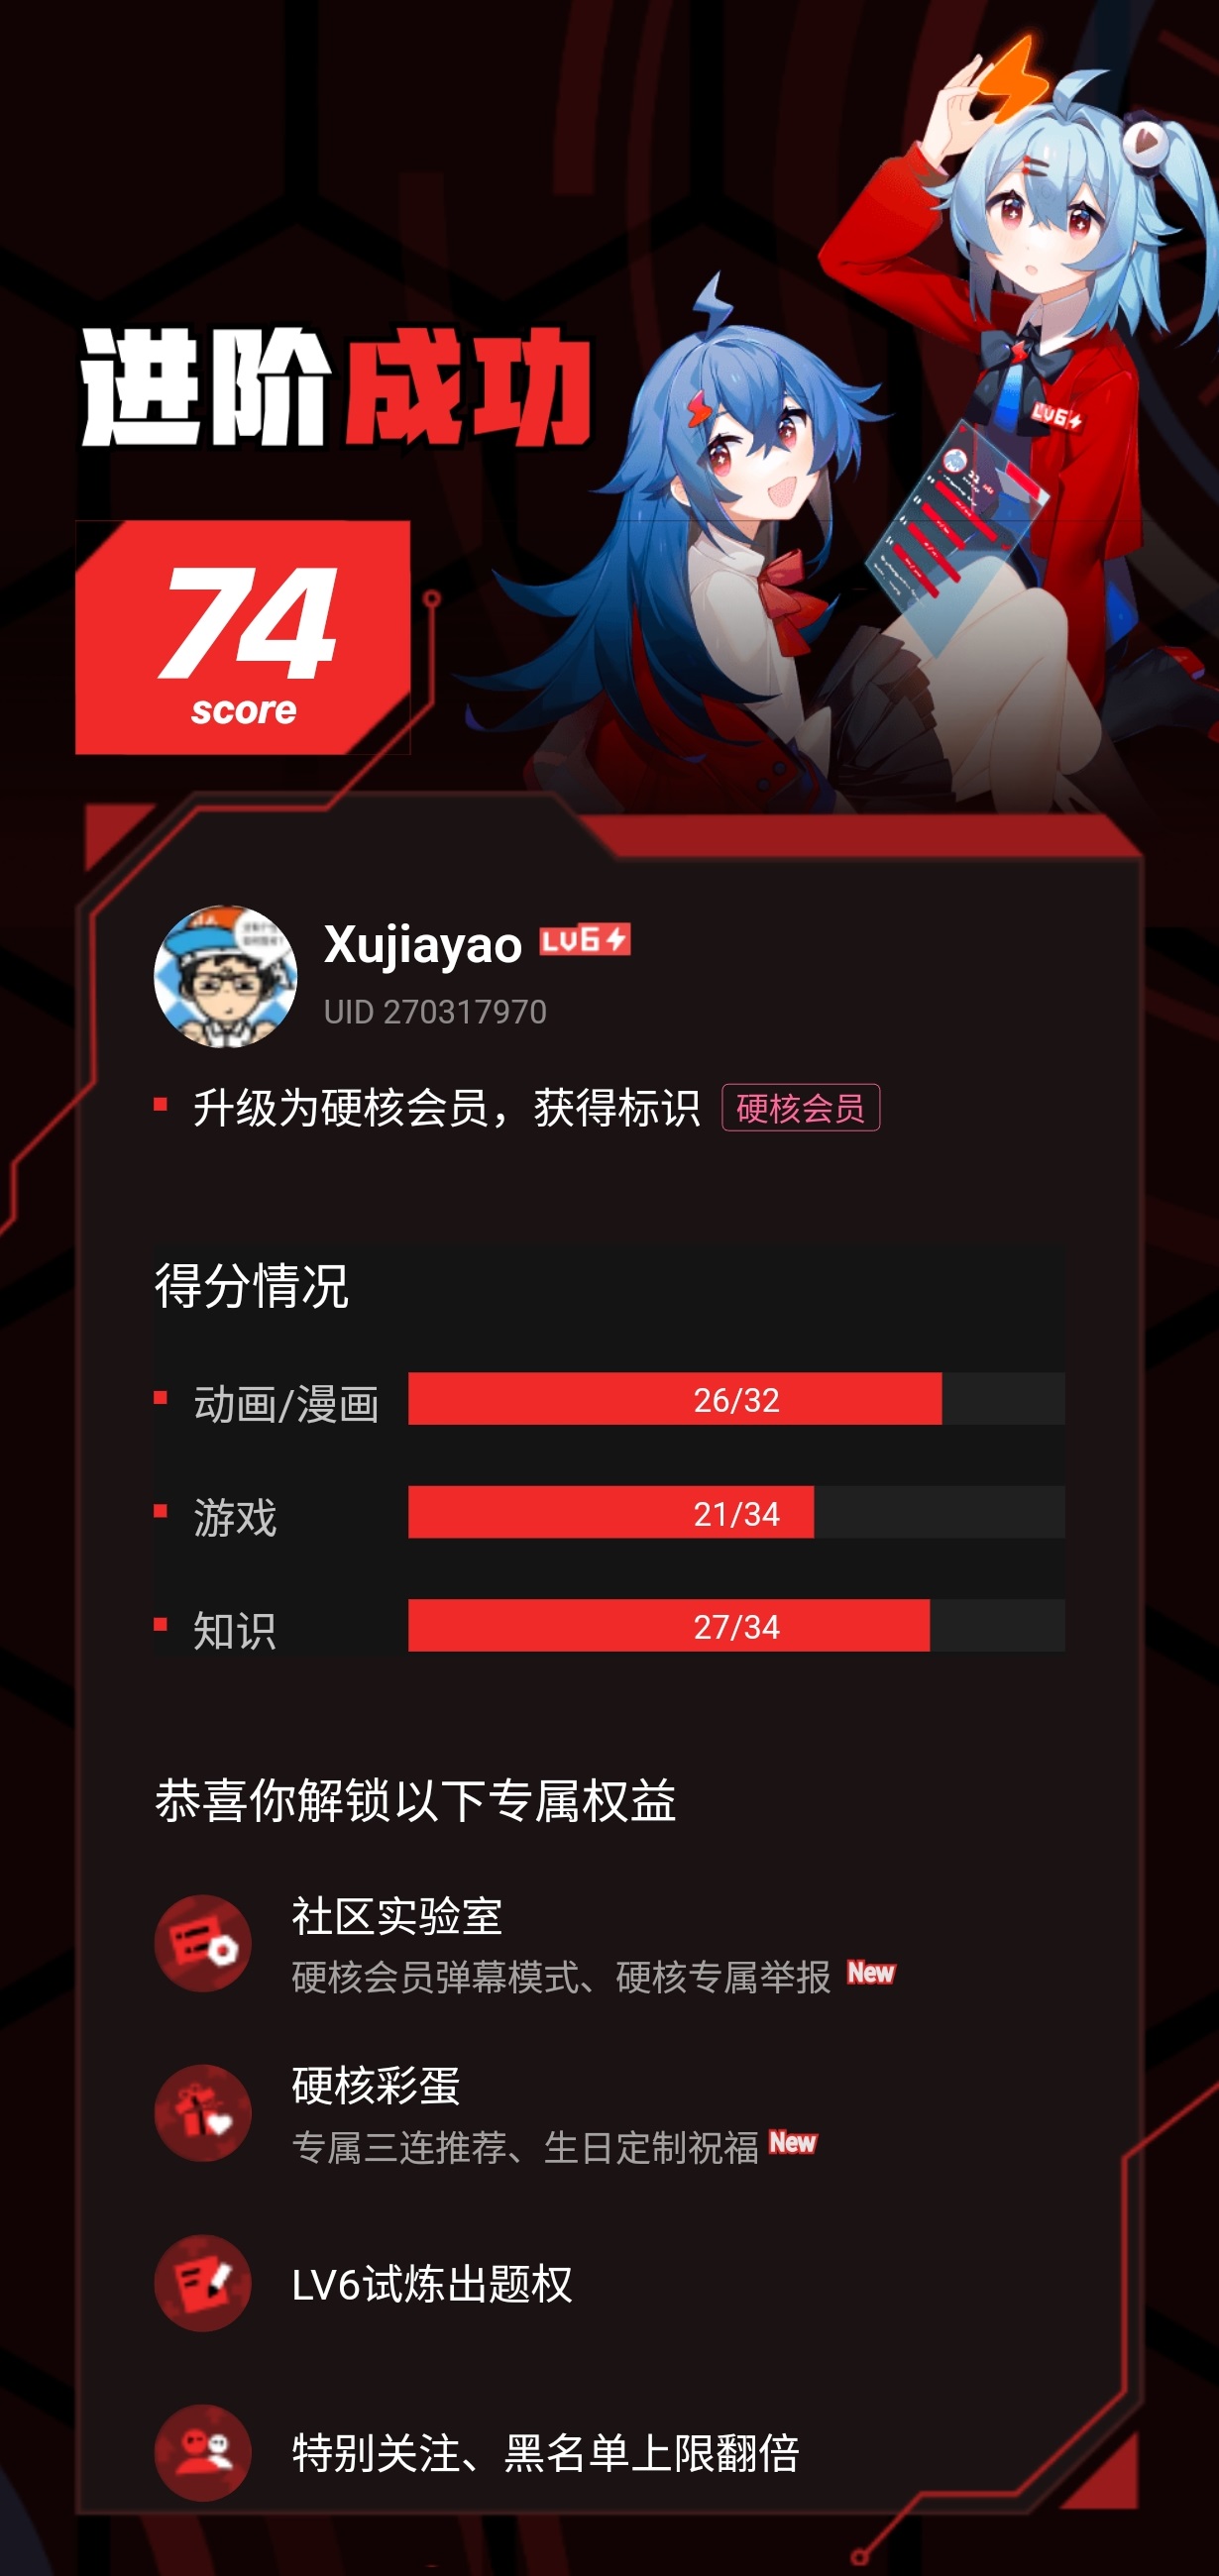 进阶成功
LV6
74
score
Xujiayao LV6
UID 270317970
升级为硬核会员，获得标识 硬核会员
得分情况
动画/漫画 26/32
游戏 21/34
知识 27/34
恭喜你解锁以下专属权益
社区实验室
硬核会员弹幕模式、硬核专属举报 New
硬核彩蛋
专属三连推荐、生日定制祝福 New
LV6试炼出题权
特别关注、黑名单上限翻倍